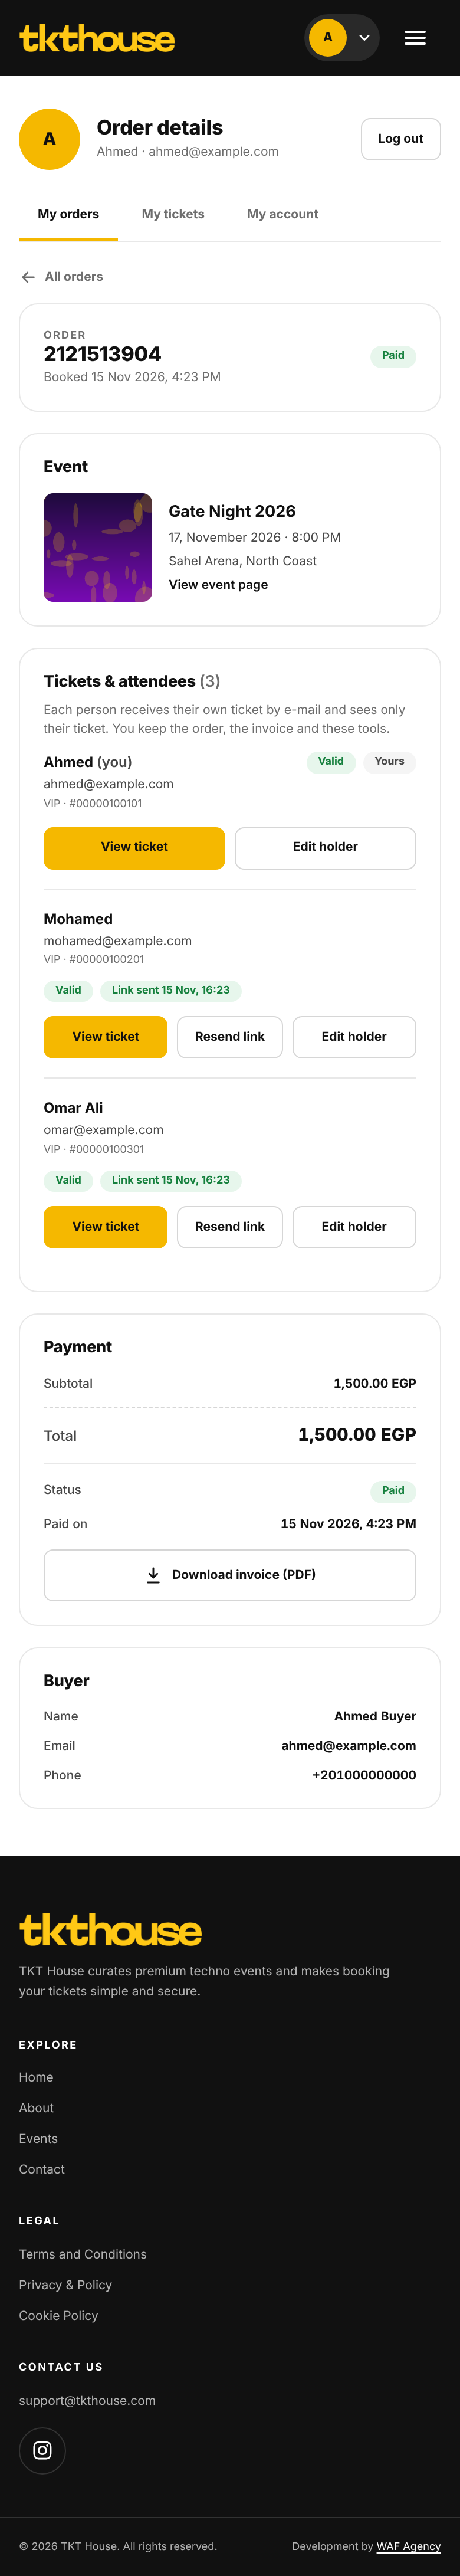 tkthouse
A
A
Order details
Ahmed · ahmed@example.com
Log out
My orders
My tickets
My account
All orders
ORDER
2121513904
Booked 15 Nov 2026, 4:23 PM
Paid
Event
Gate Night 2026
17, November 2026 · 8:00 PM
Sahel Arena, North Coast
View event page
Tickets & attendees (3)
Each person receives their own ticket by e-mail and sees only
their ticket. You keep the order, the invoice and these tools.
Ahmed (you)
Valid
Yours
ahmed@example.com
VIP · #00000100101
View ticket
Edit holder
Mohamed
mohamed@example.com
VIP · #00000100201
Valid
Link sent 15 Nov, 16:23
View ticket
Resend link
Edit holder
Omar Ali
omar@example.com
VIP · #00000100301
Valid
Link sent 15 Nov, 16:23
View ticket
Resend link
Edit holder
Payment
Subtotal
1,500.00 EGP
Total
1,500.00 EGP
Status
Paid
Paid on
15 Nov 2026, 4:23 PM
Download invoice (PDF)
Buyer
Name
Ahmed Buyer
Email
ahmed@example.com
Phone
+201000000000
tkthouse
TKT House curates premium techno events and makes booking
your tickets simple and secure.
EXPLORE
Home
About
Events
Contact
LEGAL
Terms and Conditions
Privacy & Policy
Cookie Policy
CONTACT US
support@tkthouse.com
© 2026 TKT House. All rights reserved.
Development by WAF Agency